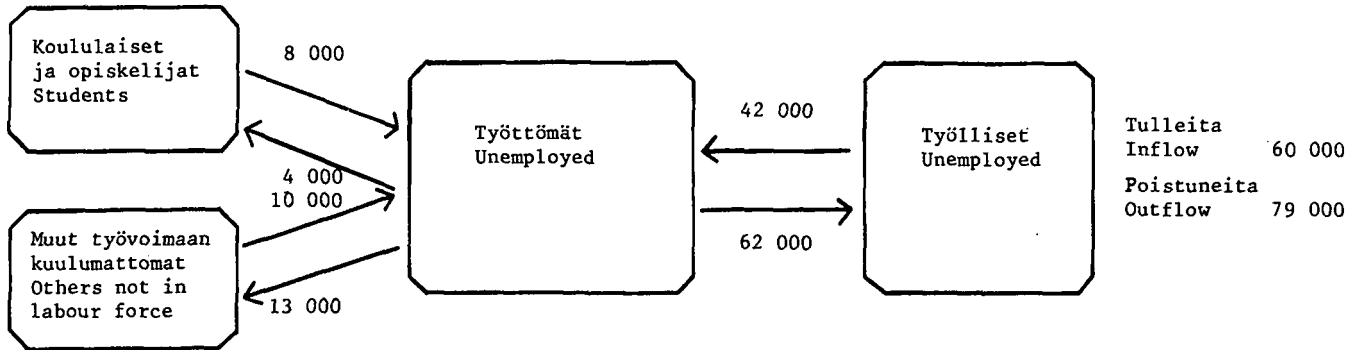 Koululaiset
ja opiskelijat
Students
8 000
4 000
10 000
Muut työvoimaan
kuulumattomat
Others not in
labour force
13 000
Työttömät
Unemployed
42 000
62 000
Työlliset
Unemployed
Tulleita
Inflow 60 000
Poistuneita
Outflow 79 000